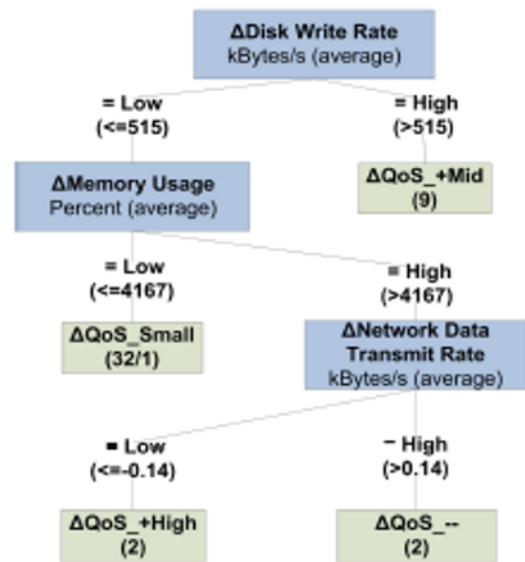 ΔDisk Write Rate
kBytes/s (average)
= Low
(<=515)
= High
(>515)
ΔMemory Usage
Percent (average)
ΔQoS_+Mid
(9)
= Low
(<=4167)
= High
(>4167)
ΔQoS_Small
(32/1)
ΔNetwork Data
Transmit Rate
kBytes/s (average)
= Low
(<=-0.14)
– High
(>0.14)
ΔQoS_+High
(2)
ΔQoS_--
(2)